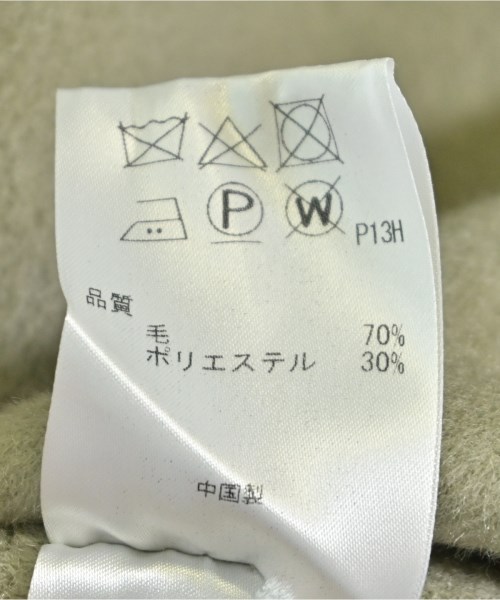 P W P13H
品質
毛 70%
ポリエステル 30%
中国製